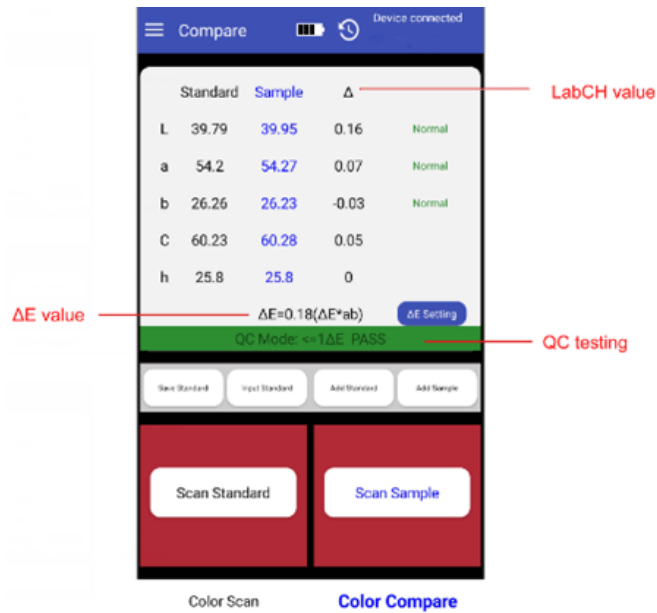 Compare
Device connected
Standard Sample Δ
LabCH value
L 39.79 39.95 0.16 Normal
a 54.2 54.27 0.07 Normal
b 26.26 26.23 -0.03 Normal
C 60.23 60.28 0.05
h 25.8 25.8 0
ΔE value
ΔE=0.18(ΔE*ab)
ΔE Setting
QC Mode: <=1ΔE PASS
QC testing
Save Standard
Input Standard
Add Standard
Add Sample
Scan Standard
Scan Sample
Color Scan
Color Compare